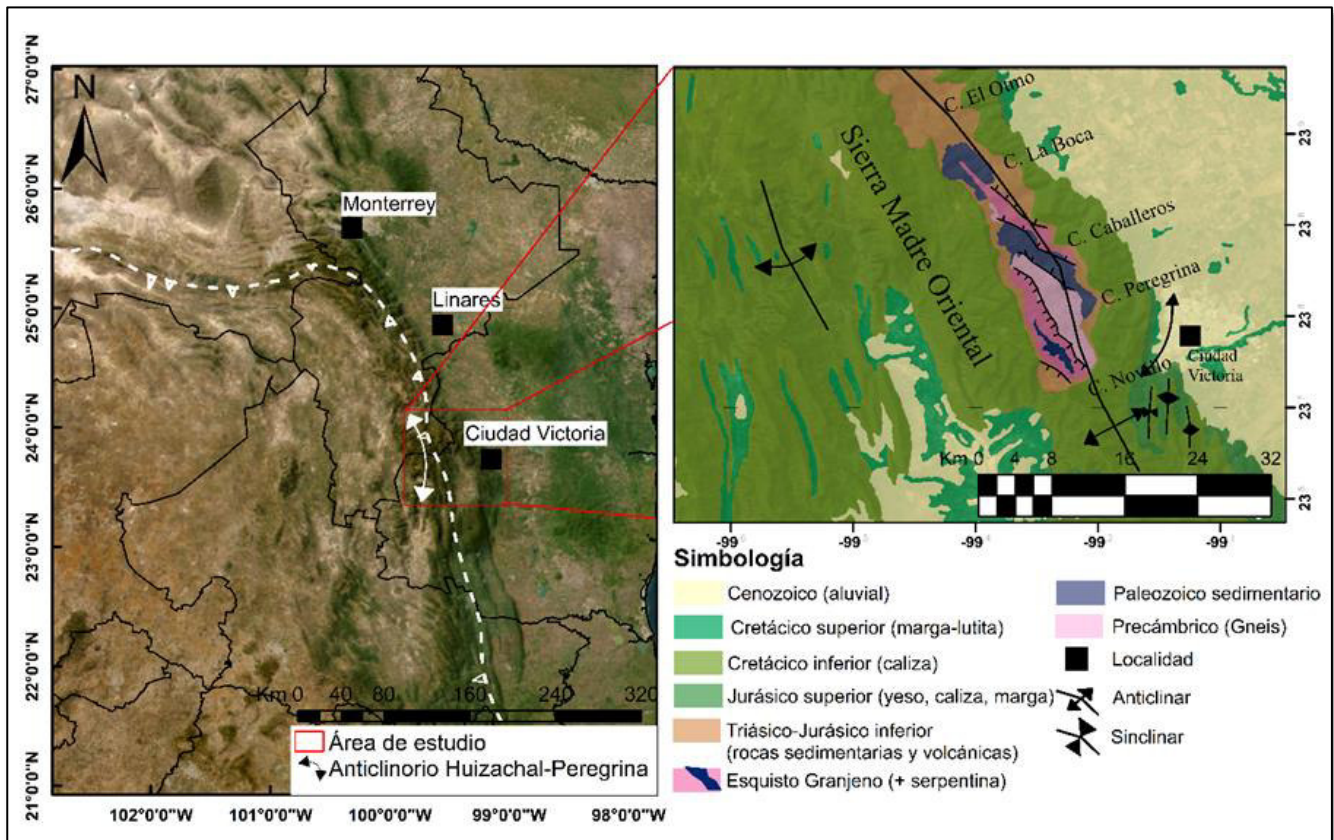 27°0'0"N
26°0'0"N
25°0'0"N
24°0'0"N
23°0'0"N
22°0'0"N
21°0'0"N
N
Monterrey
Linares
Ciudad Victoria
Km 0 40 80 160 240 320
Área de estudio
Anticlinorio Huizachal-Peregrina
102°0'0"W 101°0'0"W 100°0'0"W 99°0'0"W 98°0'0"W
C. El Olmo
C. La Boca
Sierra Madre Oriental
C. Caballeros
C. Peregrina
Ciudad
Victoria
C. Novillo
Km 0 4 8 16 24 32
Simbología
Cenozoico (aluvial)
Cretácico superior (marga-lutita)
Cretácico inferior (caliza)
Jurásico superior (yeso, caliza, marga)
Triásico-Jurásico inferior
(rocas sedimentarias y volcánicas)
Esquisto Granjeno (+ serpentina)
Paleozoico sedimentario
Precámbrico (Gneis)
Localidad
Anticlinar
Sinclinar